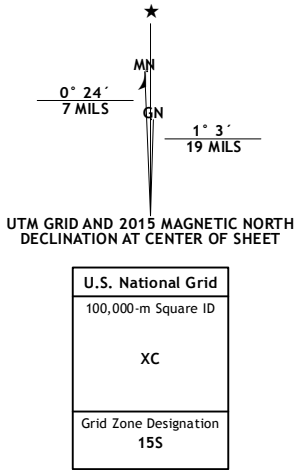 MN
0° 24´
7 MILS
GN
1° 3´
19 MILS
UTM GRID AND 2015 MAGNETIC NORTH
DECLINATION AT CENTER OF SHEET
U.S. National Grid
100,000-m Square ID
XC
Grid Zone Designation
15S